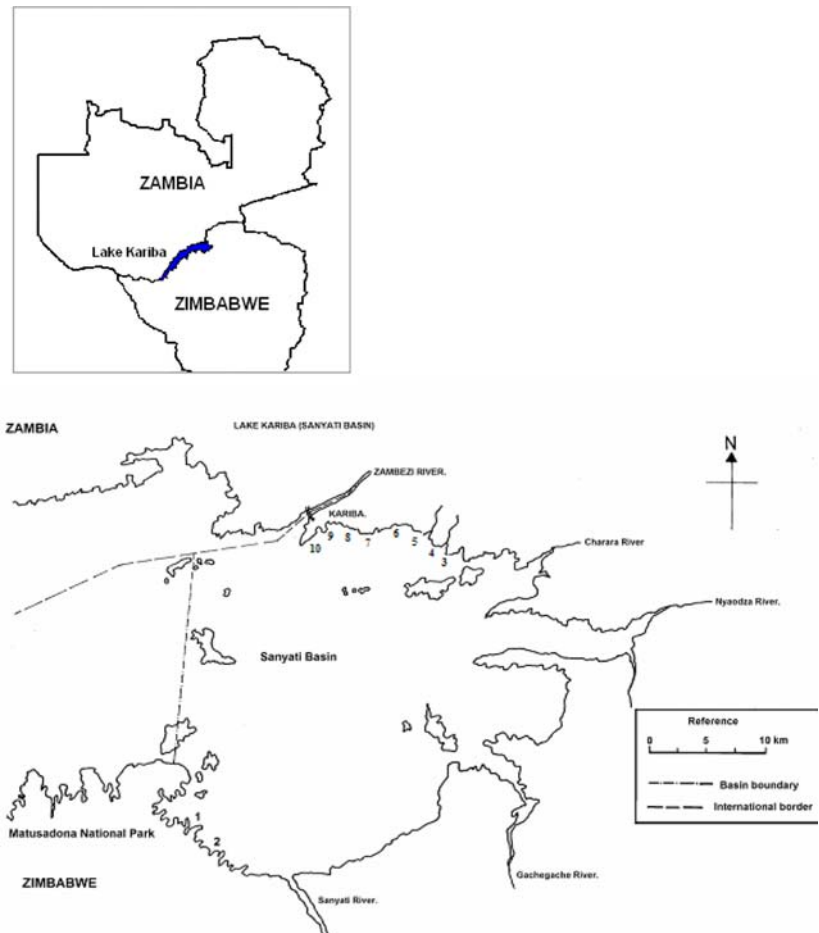 ZAMBIA
Lake Kariba
ZIMBABWE
ZAMBIA
LAKE KARIBA (SANYATI BASIN)
N
ZAMBEZI RIVER.
KARIBA.
10
9
8
7
6
5
4
3
Charara River
Nyaodza River.
Sanyati Basin
Reference
0 5 10 km
Basin boundary
International border
1
2
Matusadona National Park
ZIMBABWE
Sanyati River.
Gachegache River.